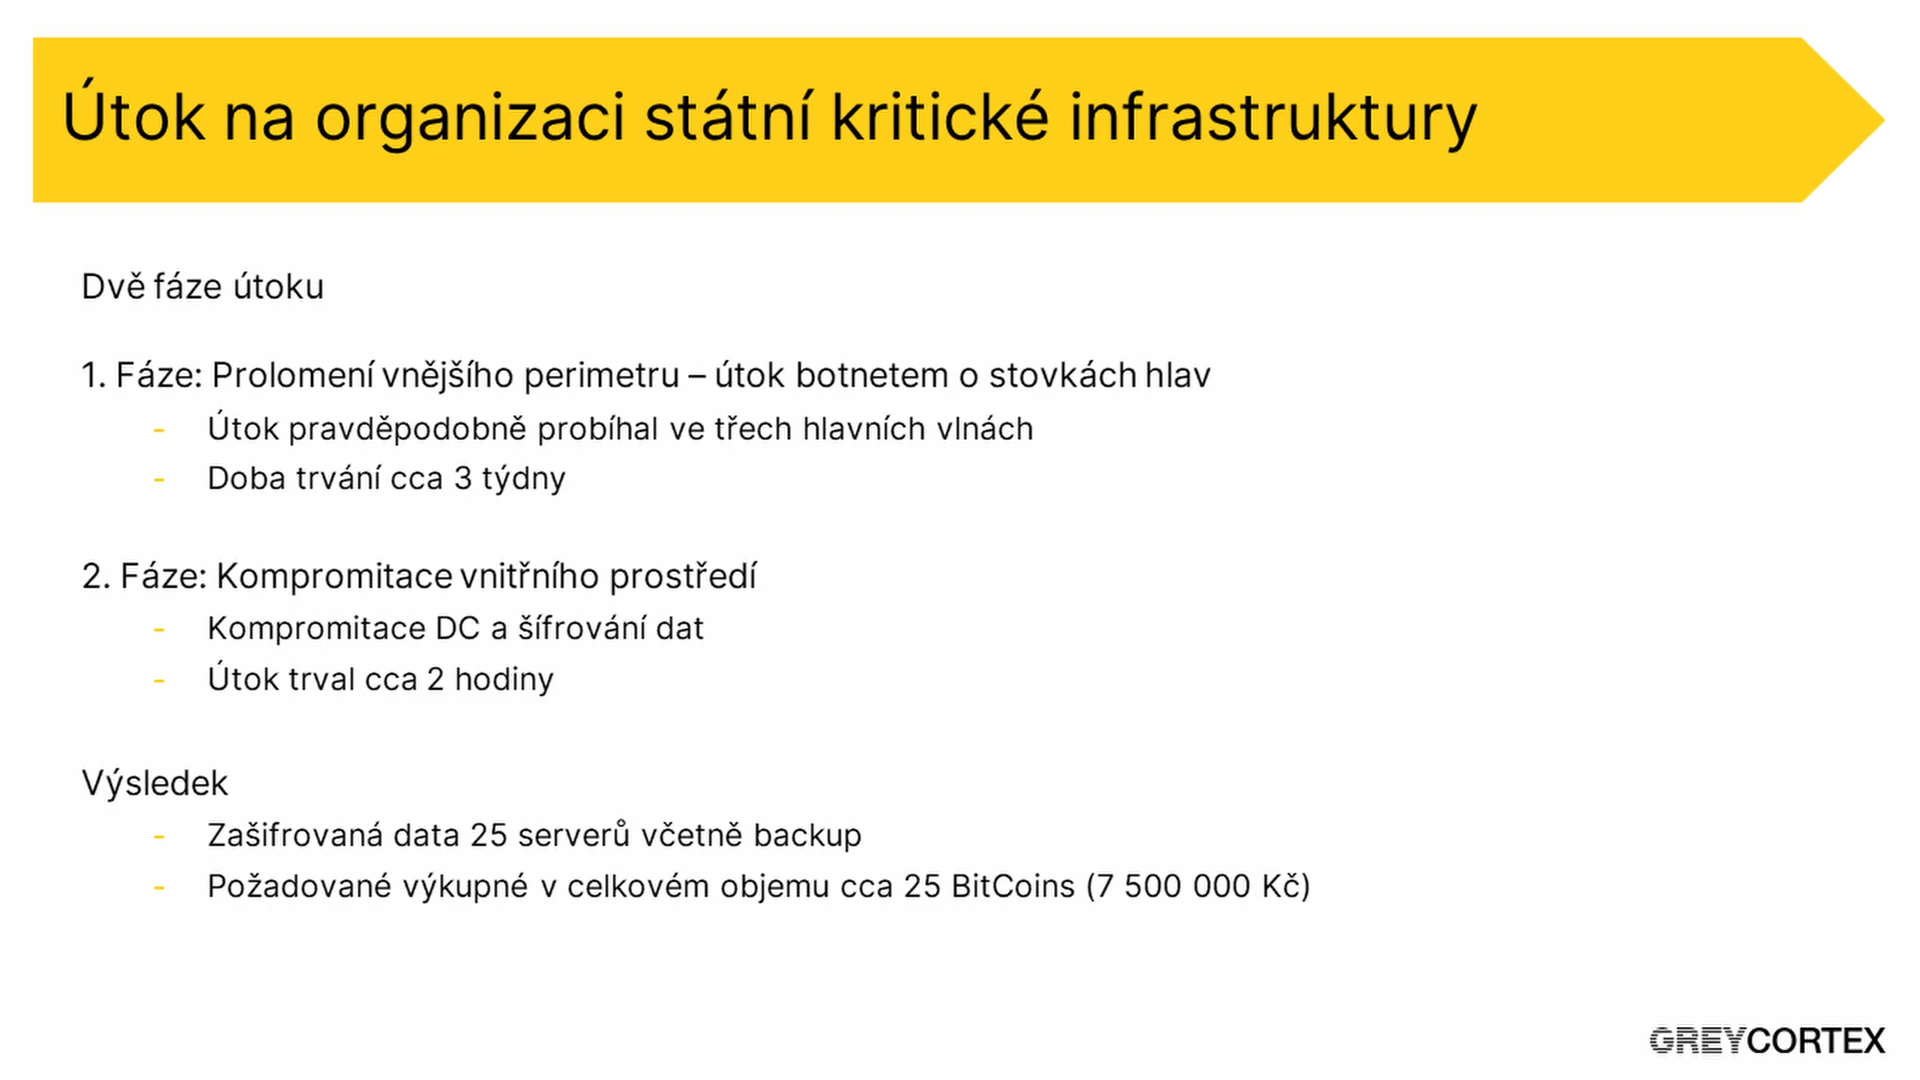 Útok na organizaci státní kritické infrastruktury
Dvě fáze útoku
1. Fáze: Prolomení vnějšího perimetru – útok botnetem o stovkách hlav
- Útok pravděpodobně probíhal ve třech hlavních vlnách
- Doba trvání cca 3 týdny
2. Fáze: Kompromitace vnitřního prostředí
- Kompromitace DC a šífrování dat
- Útok trval cca 2 hodiny
Výsledek
- Zašifrovaná data 25 serverů včetně backup
- Požadované výkupné v celkovém objemu cca 25 BitCoins (7 500 000 Kč)
GREYCORTEX